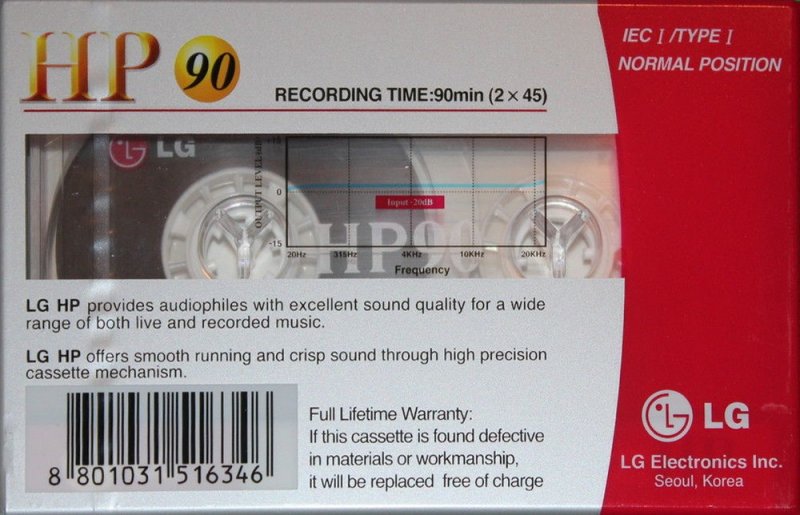 HP 90
RECORDING TIME:90min (2 × 45)
IEC I /TYPE I
NORMAL POSITION
LG
OUTPUT LEVEL(dB)
+15
0
-15
Input -20dB
HP90
20Hz 315Hz 4KHz 10KHz 20KHz
Frequency
LG HP provides audiophiles with excellent sound quality for a wide
range of both live and recorded music.
LG HP offers smooth running and crisp sound through high precision
cassette mechanism.
8 801031 516346
Full Lifetime Warranty:
If this cassette is found defective
in materials or workmanship,
it will be replaced free of charge
LG
LG Electronics Inc.
Seoul, Korea